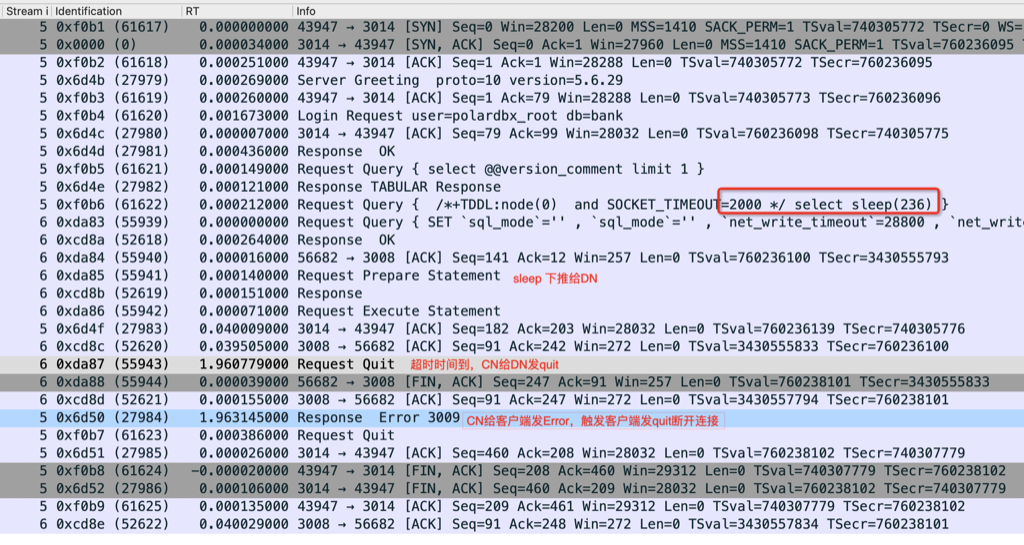 Stream i Identification RT Info
5 0xf0b1 (61617) 0.000000000 43947 → 3014 [SYN] Seq=0 Win=28200 Len=0 MSS=1410 SACK_PERM=1 TSval=740305772 TSecr=0 WS=
5 0x0000 (0) 0.000034000 3014 → 43947 [SYN, ACK] Seq=0 Ack=1 Win=27960 Len=0 MSS=1410 SACK_PERM=1 TSval=760236095
5 0xf0b2 (61618) 0.000251000 43947 → 3014 [ACK] Seq=1 Ack=1 Win=28288 Len=0 TSval=740305772 TSecr=760236095
5 0x6d4b (27979) 0.000269000 Server Greeting proto=10 version=5.6.29
5 0xf0b3 (61619) 0.000260000 43947 → 3014 [ACK] Seq=1 Ack=79 Win=28288 Len=0 TSval=740305773 TSecr=760236096
5 0xf0b4 (61620) 0.001673000 Login Request user=polardbx_root db=bank
5 0x6d4c (27980) 0.000007000 3014 → 43947 [ACK] Seq=79 Ack=99 Win=28032 Len=0 TSval=760236098 TSecr=740305775
5 0x6d4d (27981) 0.000436000 Response OK
5 0xf0b5 (61621) 0.000149000 Request Query { select @@version_comment limit 1 }
5 0x6d4e (27982) 0.000121000 Response TABULAR Response
5 0xf0b6 (61622) 0.000212000 Request Query { /*+TDDL:node(0) and SOCKET_TIMEOUT=2000 */ select sleep(236) }
6 0xda83 (55939) 0.000000000 Request Query { SET `sql_mode`='' , `sql_mode`='' , `net_write_timeout`=28800 , `net_writ
6 0xcd8a (52618) 0.000264000 Response OK
6 0xda84 (55940) 0.000016000 56682 → 3008 [ACK] Seq=141 Ack=12 Win=257 Len=0 TSval=760236100 TSecr=3430555793
6 0xda85 (55941) 0.000140000 Request Prepare Statement sleep 下推给DN
6 0xcd8b (52619) 0.000151000 Response
6 0xda86 (55942) 0.000071000 Request Execute Statement
5 0x6d4f (27983) 0.040009000 3014 → 43947 [ACK] Seq=182 Ack=203 Win=28032 Len=0 TSval=760236139 TSecr=740305776
6 0xcd8c (52620) 0.039505000 3008 → 56682 [ACK] Seq=91 Ack=242 Win=272 Len=0 TSval=3430555833 TSecr=760236100
6 0xda87 (55943) 1.960779000 Request Quit 超时时间到，CN给DN发quit
6 0xda88 (55944) 0.000039000 56682 → 3008 [FIN, ACK] Seq=247 Ack=91 Win=257 Len=0 TSval=760238101 TSecr=3430555833
6 0xcd8d (52621) 0.000155000 3008 → 56682 [ACK] Seq=91 Ack=247 Win=272 Len=0 TSval=3430557794 TSecr=760238101
5 0x6d50 (27984) 1.963145000 Response Error 3009 CN给客户端发Error，触发客户端发quit断开连接
5 0xf0b7 (61623) 0.000386000 Request Quit
5 0x6d51 (27985) 0.000026000 3014 → 43947 [ACK] Seq=460 Ack=208 Win=28032 Len=0 TSval=760238102 TSecr=740307779
5 0xf0b8 (61624) −0.000020000 43947 → 3014 [FIN, ACK] Seq=208 Ack=460 Win=29312 Len=0 TSval=740307779 TSecr=760238102
5 0x6d52 (27986) 0.000106000 3014 → 43947 [FIN, ACK] Seq=460 Ack=209 Win=28032 Len=0 TSval=760238102 TSecr=740307779
5 0xf0b9 (61625) 0.000135000 43947 → 3014 [ACK] Seq=209 Ack=461 Win=29312 Len=0 TSval=740307779 TSecr=760238102
6 0xcd8e (52622) 0.040029000 3008 → 56682 [ACK] Seq=91 Ack=248 Win=272 Len=0 TSval=3430557834 TSecr=760238101